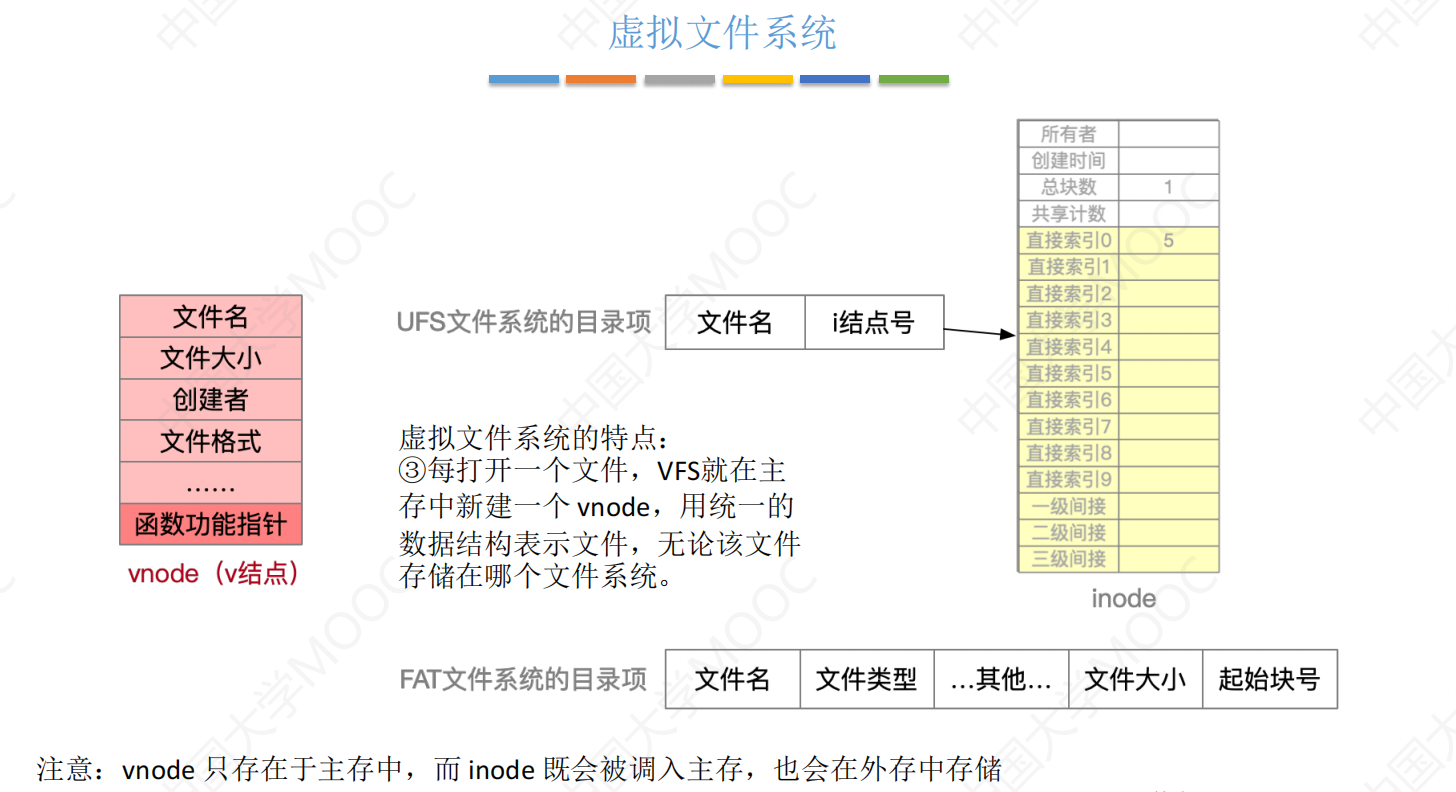 虚拟文件系统
所有者
创建时间
总块数 1
共享计数
直接索引0 5
直接索引1
直接索引2
直接索引3
直接索引4
直接索引5
直接索引6
直接索引7
直接索引8
直接索引9
一级间接
二级间接
三级间接
inode
文件名
文件大小
创建者
文件格式
……
函数功能指针
vnode（v结点）
UFS文件系统的目录项 文件名 i结点号
虚拟文件系统的特点：
③每打开一个文件，VFS就在主
存中新建一个 vnode，用统一的
数据结构表示文件，无论该文件
存储在哪个文件系统。
FAT文件系统的目录项 文件名 文件类型 …其他… 文件大小 起始块号
注意：vnode 只存在于主存中，而 inode 既会被调入主存，也会在外存中存储
中国大学MOOC